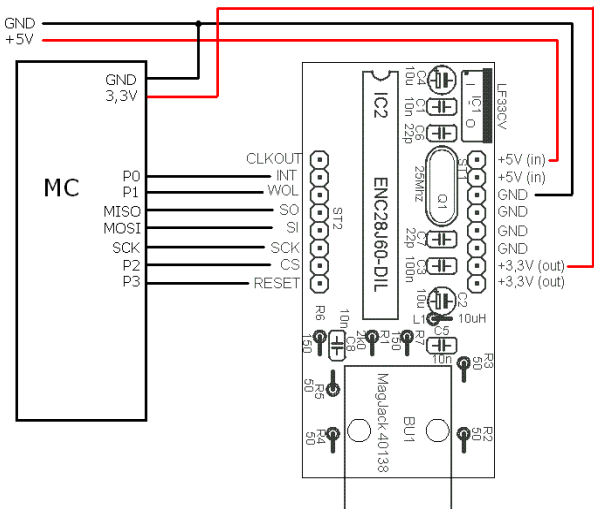 GND
+5V
GND
3,3V
MC
P0
P1
MISO
MOSI
SCK
P2
P3
CLKOUT
INT
WOL
SO
SI
SCK
CS
RESET
ST2
IC2
ENC28J60-DIL
C4
10u
C1
10n
C6
22p
IC1
I
O
LF33CV
25Mhz
Q1
ST1
+5V (in)
+5V (in)
GND
GND
GND
GND
+3,3V (out)
+3,3V (out)
C7
22p
C3
100n
C2
10u
L1
10uH
R6
150
10n
C8
R1
2k0
R7
150
C5
10n
R3
50
R5
50
R4
50
R2
50
MagJack 40138
BU1